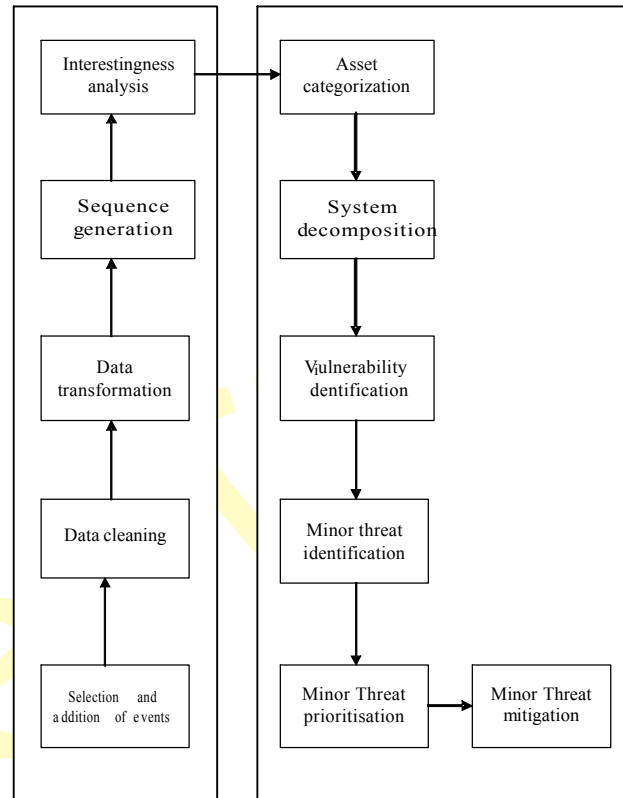 Interestingness
analysis
Asset
categorization
Sequence
generation
System
decomposition
Data
transformation
Vulnerability
dentification
Data cleaning
Minor threat
identification
Selection and
addition of events
Minor Threat
prioritisation
Minor Threat
mitigation